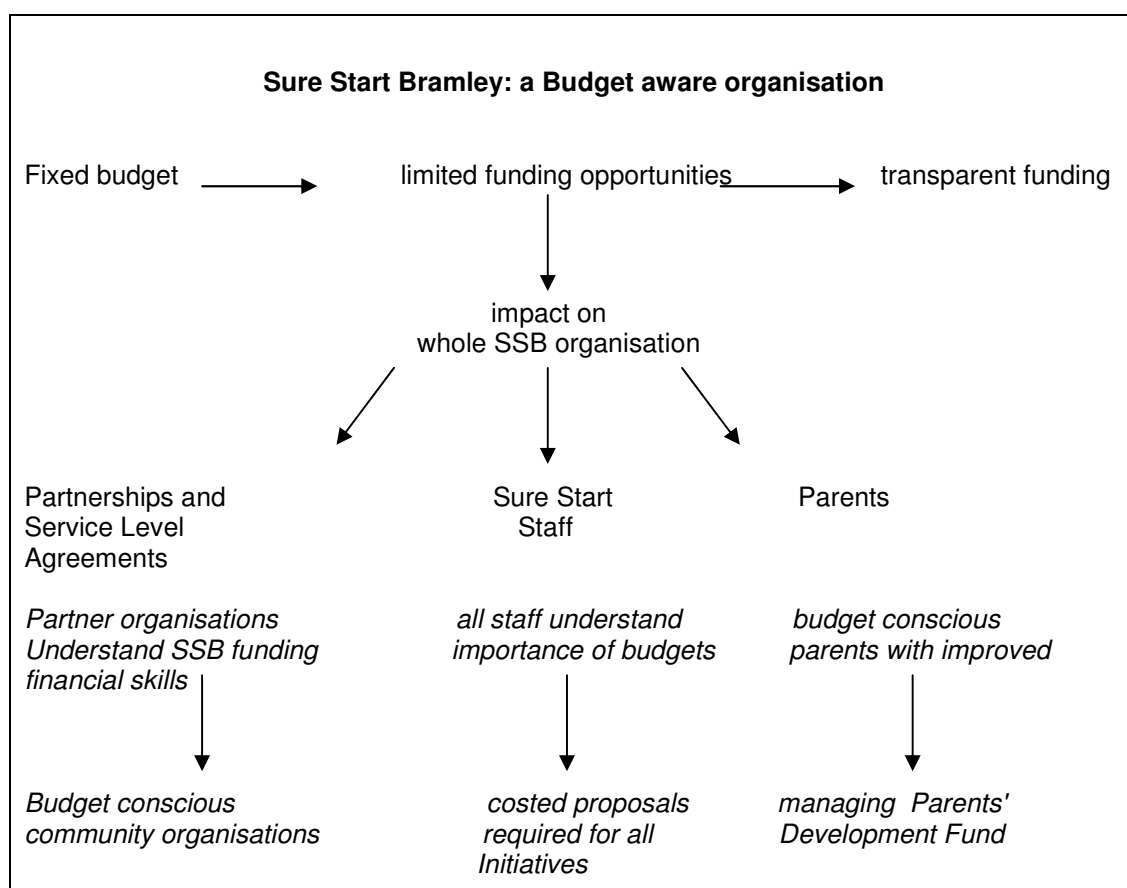 Sure Start Bramley: a Budget aware organisation
Fixed budget limited funding opportunities transparent funding
impact on
whole SSB organisation
Partnerships and Sure Start Parents
Service Level Staff
Agreements
Partner organisations all staff understand budget conscious
Understand SSB funding importance of budgets parents with improved
financial skills
Budget conscious costed proposals managing Parents'
community organisations required for all Development Fund
Initiatives